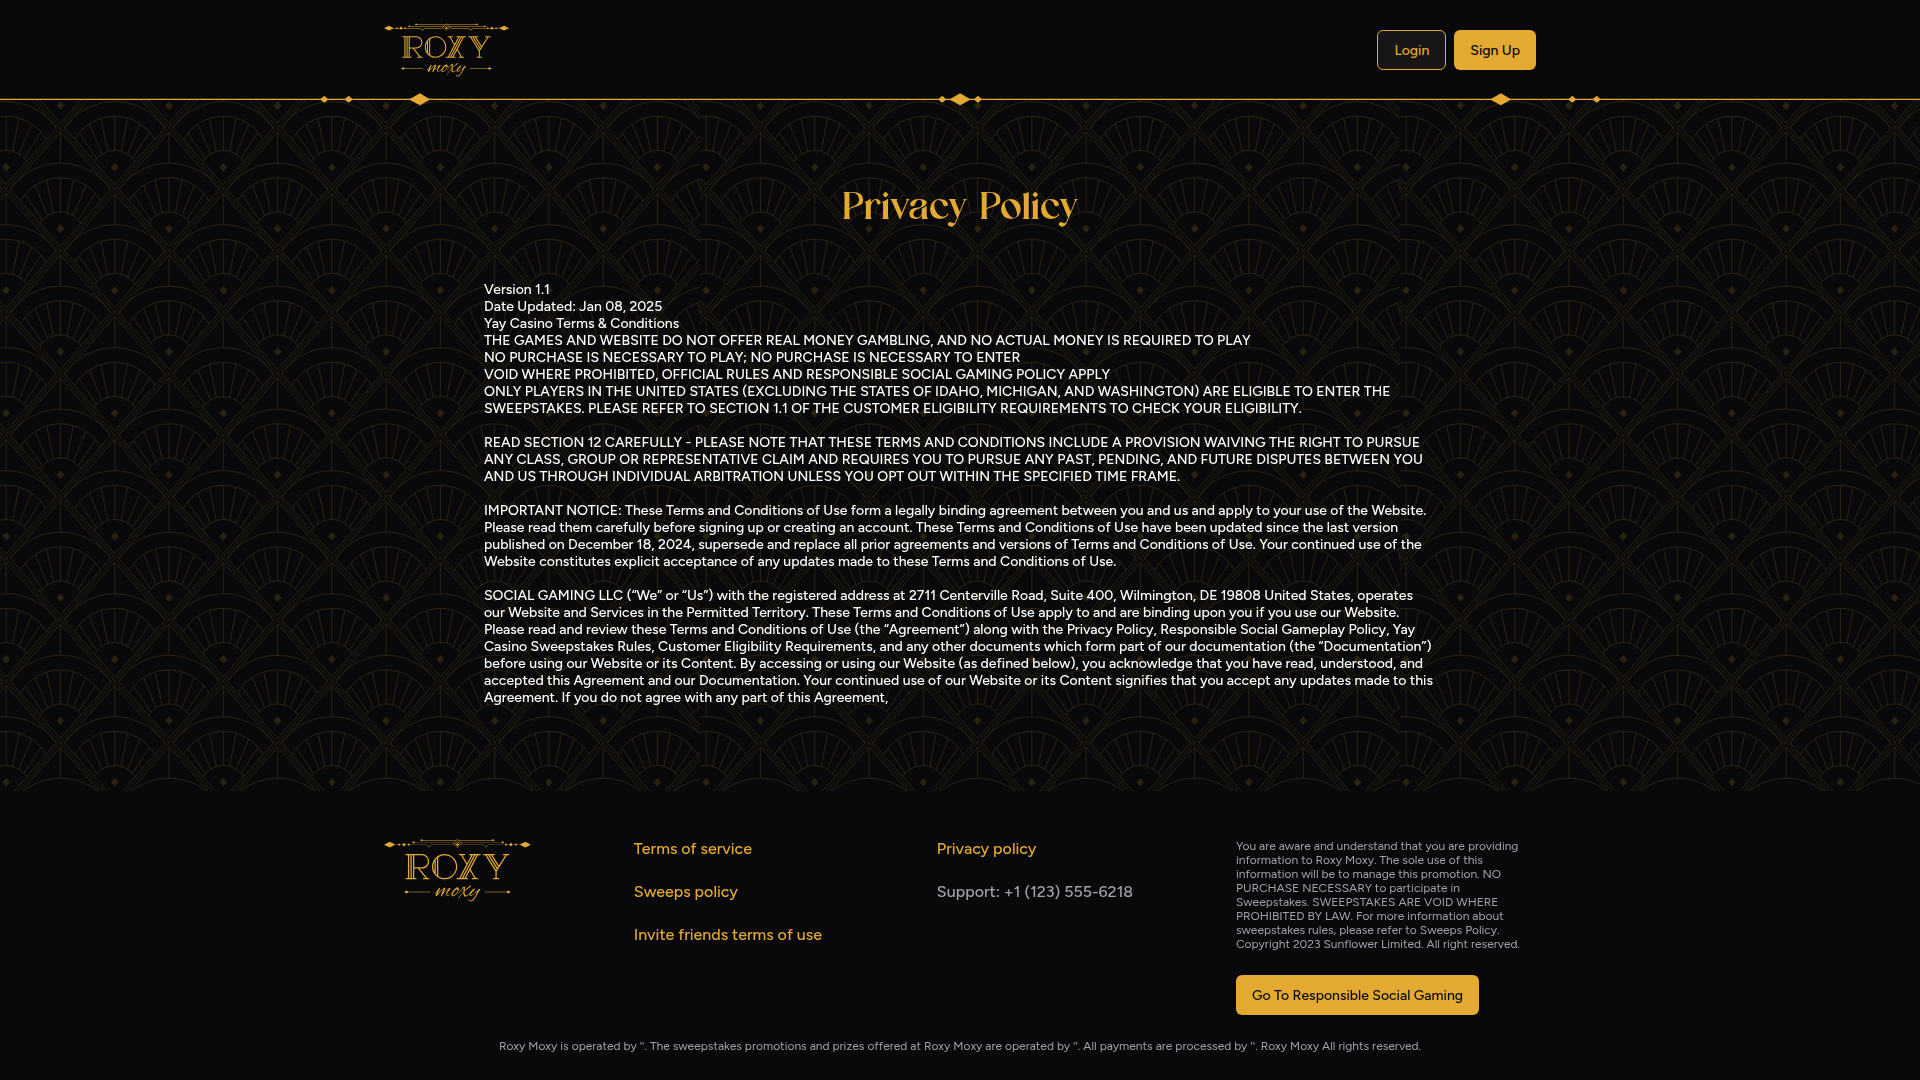 ROXY
moxy
Login
Sign Up
Privacy Policy
Version 1.1
Date Updated: Jan 08, 2025
Yay Casino Terms & Conditions
THE GAMES AND WEBSITE DO NOT OFFER REAL MONEY GAMBLING, AND NO ACTUAL MONEY IS REQUIRED TO PLAY
NO PURCHASE IS NECESSARY TO PLAY; NO PURCHASE IS NECESSARY TO ENTER
VOID WHERE PROHIBITED, OFFICIAL RULES AND RESPONSIBLE SOCIAL GAMING POLICY APPLY
ONLY PLAYERS IN THE UNITED STATES (EXCLUDING THE STATES OF IDAHO, MICHIGAN, AND WASHINGTON) ARE ELIGIBLE TO ENTER THE
SWEEPSTAKES. PLEASE REFER TO SECTION 1.1 OF THE CUSTOMER ELIGIBILITY REQUIREMENTS TO CHECK YOUR ELIGIBILITY.
READ SECTION 12 CAREFULLY - PLEASE NOTE THAT THESE TERMS AND CONDITIONS INCLUDE A PROVISION WAIVING THE RIGHT TO PURSUE
ANY CLASS, GROUP OR REPRESENTATIVE CLAIM AND REQUIRES YOU TO PURSUE ANY PAST, PENDING, AND FUTURE DISPUTES BETWEEN YOU
AND US THROUGH INDIVIDUAL ARBITRATION UNLESS YOU OPT OUT WITHIN THE SPECIFIED TIME FRAME.
IMPORTANT NOTICE: These Terms and Conditions of Use form a legally binding agreement between you and us and apply to your use of the Website.
Please read them carefully before signing up or creating an account. These Terms and Conditions of Use have been updated since the last version
published on December 18, 2024, supersede and replace all prior agreements and versions of Terms and Conditions of Use. Your continued use of the
Website constitutes explicit acceptance of any updates made to these Terms and Conditions of Use.
SOCIAL GAMING LLC (“We” or “Us”) with the registered address at 2711 Centerville Road, Suite 400, Wilmington, DE 19808 United States, operates
our Website and Services in the Permitted Territory. These Terms and Conditions of Use apply to and are binding upon you if you use our Website.
Please read and review these Terms and Conditions of Use (the “Agreement”) along with the Privacy Policy, Responsible Social Gameplay Policy, Yay
Casino Sweepstakes Rules, Customer Eligibility Requirements, and any other documents which form part of our documentation (the “Documentation”)
before using our Website or its Content. By accessing or using our Website (as defined below), you acknowledge that you have read, understood, and
accepted this Agreement and our Documentation. Your continued use of our Website or its Content signifies that you accept any updates made to this
Agreement. If you do not agree with any part of this Agreement,
ROXY
moxy
Terms of service
Sweeps policy
Invite friends terms of use
Privacy policy
Support: +1 (123) 555-6218
You are aware and understand that you are providing
information to Roxy Moxy. The sole use of this
information will be to manage this promotion. NO
PURCHASE NECESSARY to participate in
Sweepstakes. SWEEPSTAKES ARE VOID WHERE
PROHIBITED BY LAW. For more information about
sweepstakes rules, please refer to Sweeps Policy.
Copyright 2023 Sunflower Limited. All right reserved.
Go To Responsible Social Gaming
Roxy Moxy is operated by ''. The sweepstakes promotions and prizes offered at Roxy Moxy are operated by ''. All payments are processed by ''. Roxy Moxy All rights reserved.